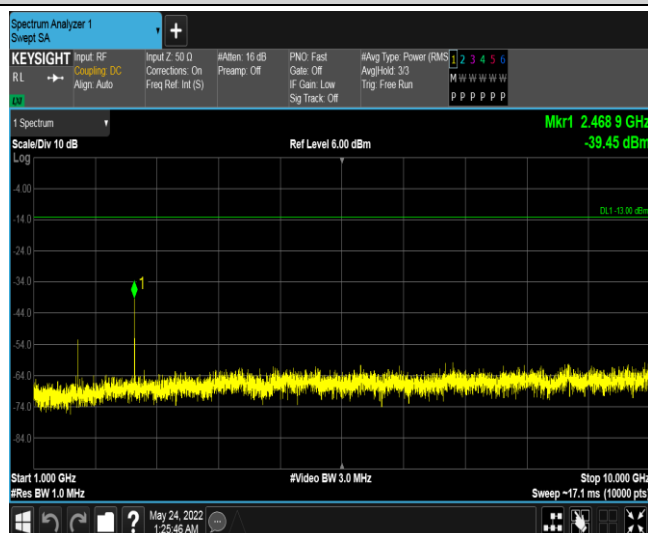 Spectrum Analyzer 1
Swept SA
+
KEYSIGHT
RL
Input: RF
Coupling: DC
Align: Auto
Input Z: 50 Ω
Corrections: On
Freq Ref: Int (S)
#Atten: 16 dB
Preamp: Off
PNO: Fast
Gate: Off
IF Gain: Low
Sig Track: Off
#Avg Type: Power (RMS
Avg|Hold: 3/3
Trig: Free Run
1 2 3 4 5 6
M W W W W W
P P P P P P
1 Spectrum
Scale/Div 10 dB
Log
Ref Level 6.00 dBm
Mkr1 2.468 9 GHz
-39.45 dBm
-4.00
DL1 -13.00 dBm
-14.0
-24.0
-34.0
1
-44.0
-54.0
-64.0
-74.0
-84.0
Start 1.000 GHz
#Res BW 1.0 MHz
#Video BW 3.0 MHz
Stop 10.000 GHz
Sweep ~17.1 ms (10000 pts)
?
May 24, 2022
1:25:46 AM